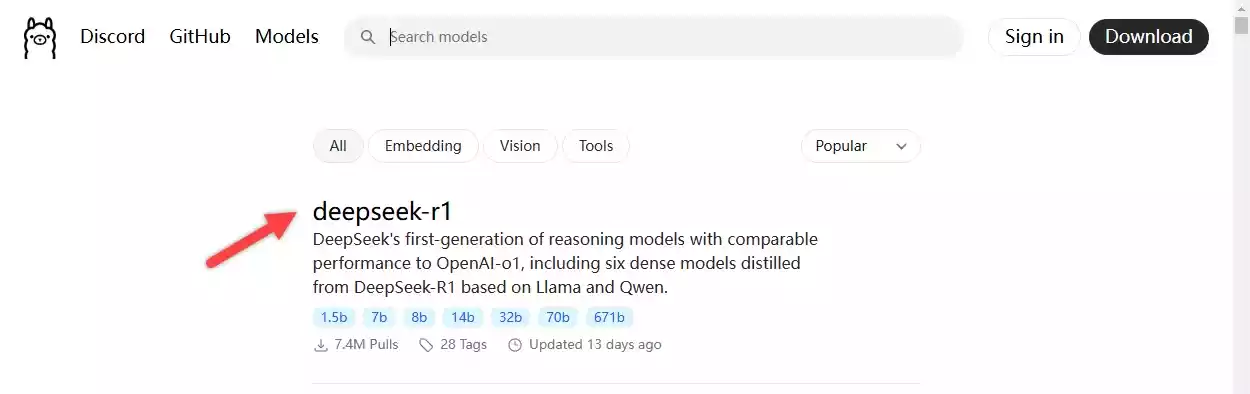 Discord GitHub Models Search models Sign in Download
All Embedding Vision Tools Popular
deepseek-r1
DeepSeek's first-generation of reasoning models with comparable
performance to OpenAI-o1, including six dense models distilled
from DeepSeek-R1 based on Llama and Qwen.
1.5b 7b 8b 14b 32b 70b 671b
7.4M Pulls 28 Tags Updated 13 days ago